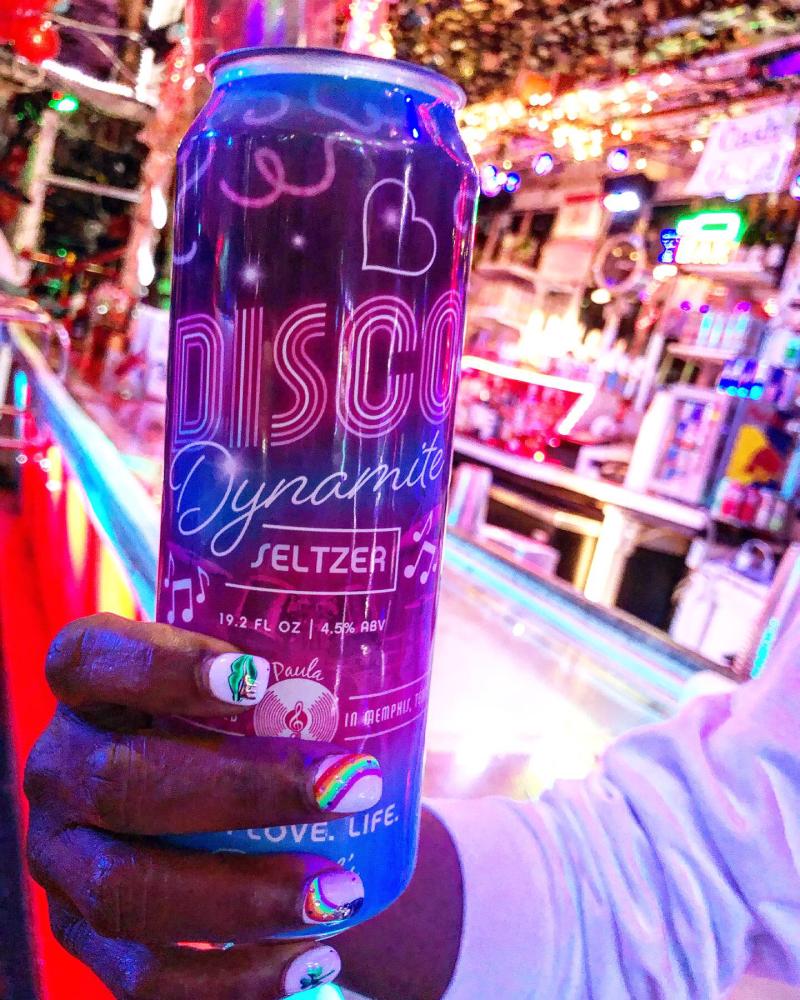 DISCO
Dynamite
SELTZER
19.2 FL OZ | 4.5% ABV
Paula
IN MEMPHIS,
LOVE. LIFE.